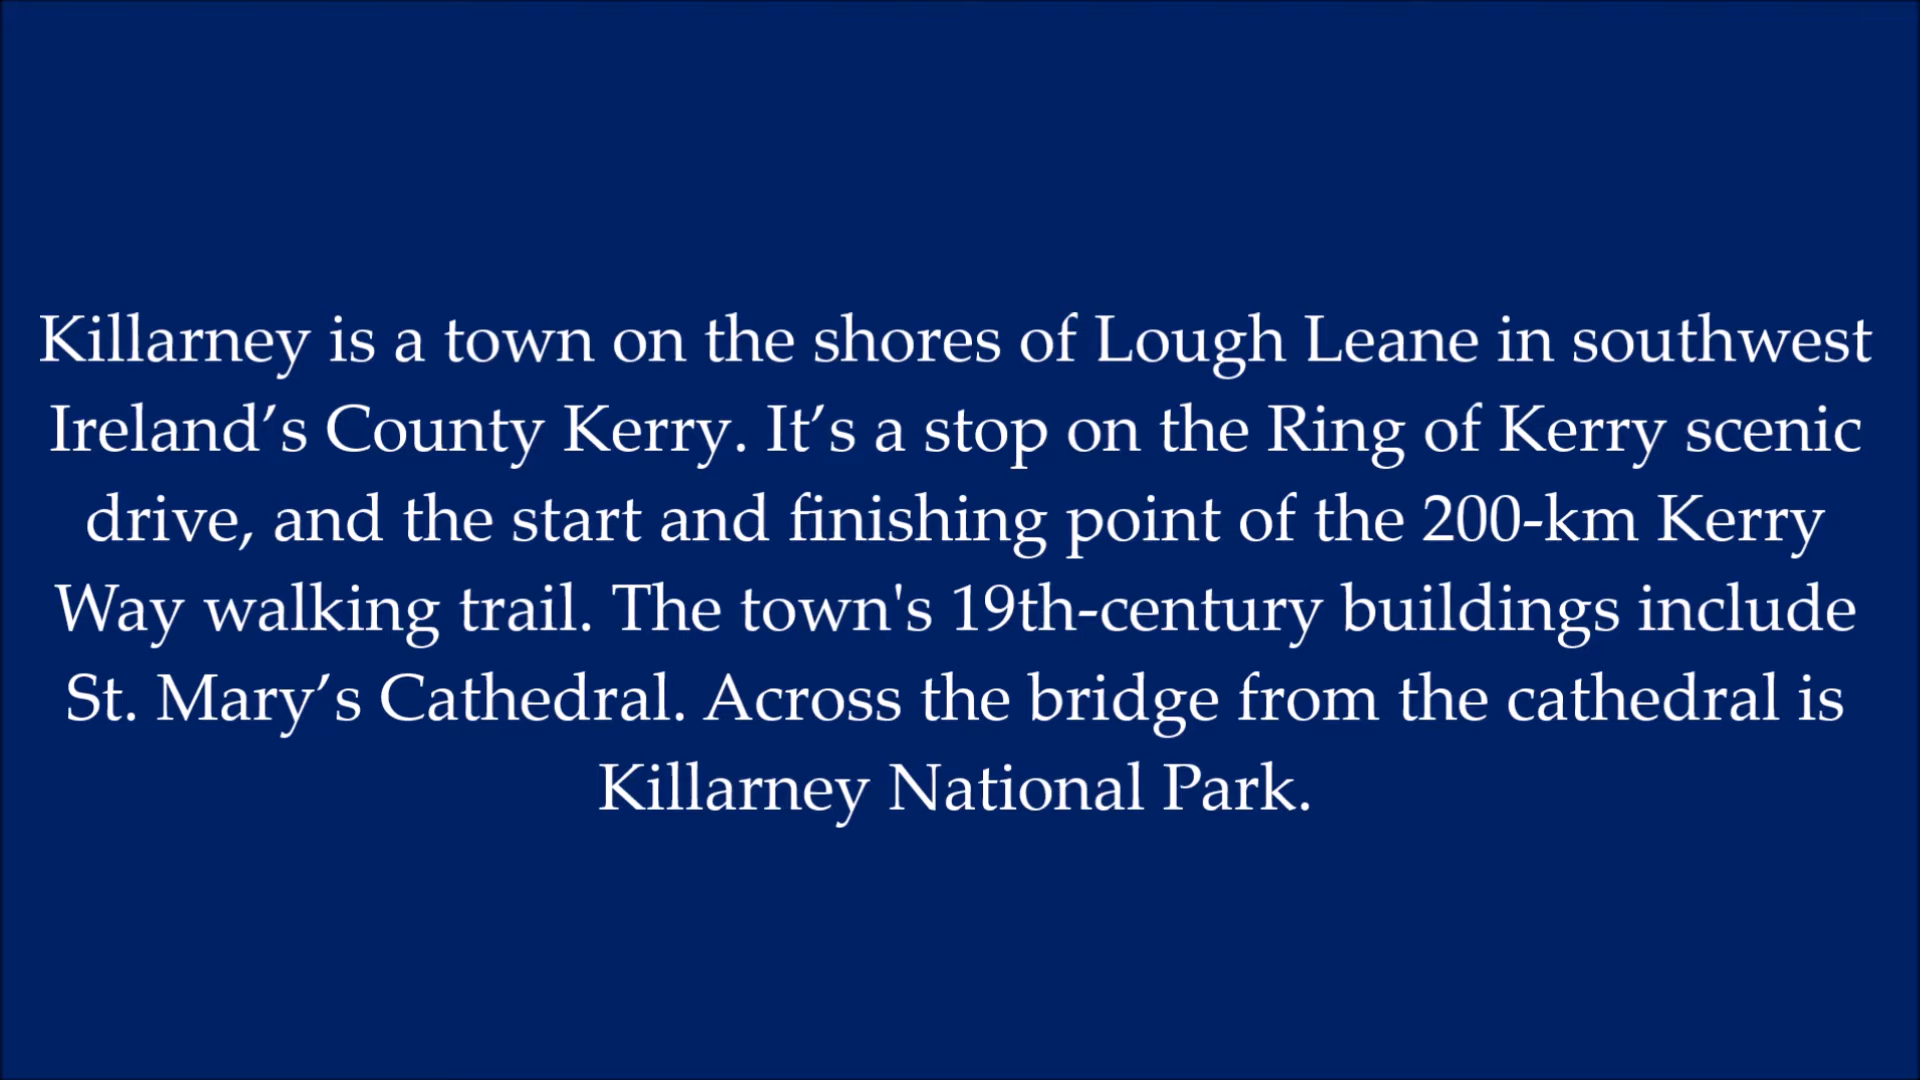 Killarney is a town on the shores of Lough Leane in southwest
Ireland’s County Kerry. It’s a stop on the Ring of Kerry scenic
drive, and the start and finishing point of the 200-km Kerry
Way walking trail. The town's 19th-century buildings include
St. Mary’s Cathedral. Across the bridge from the cathedral is
Killarney National Park.